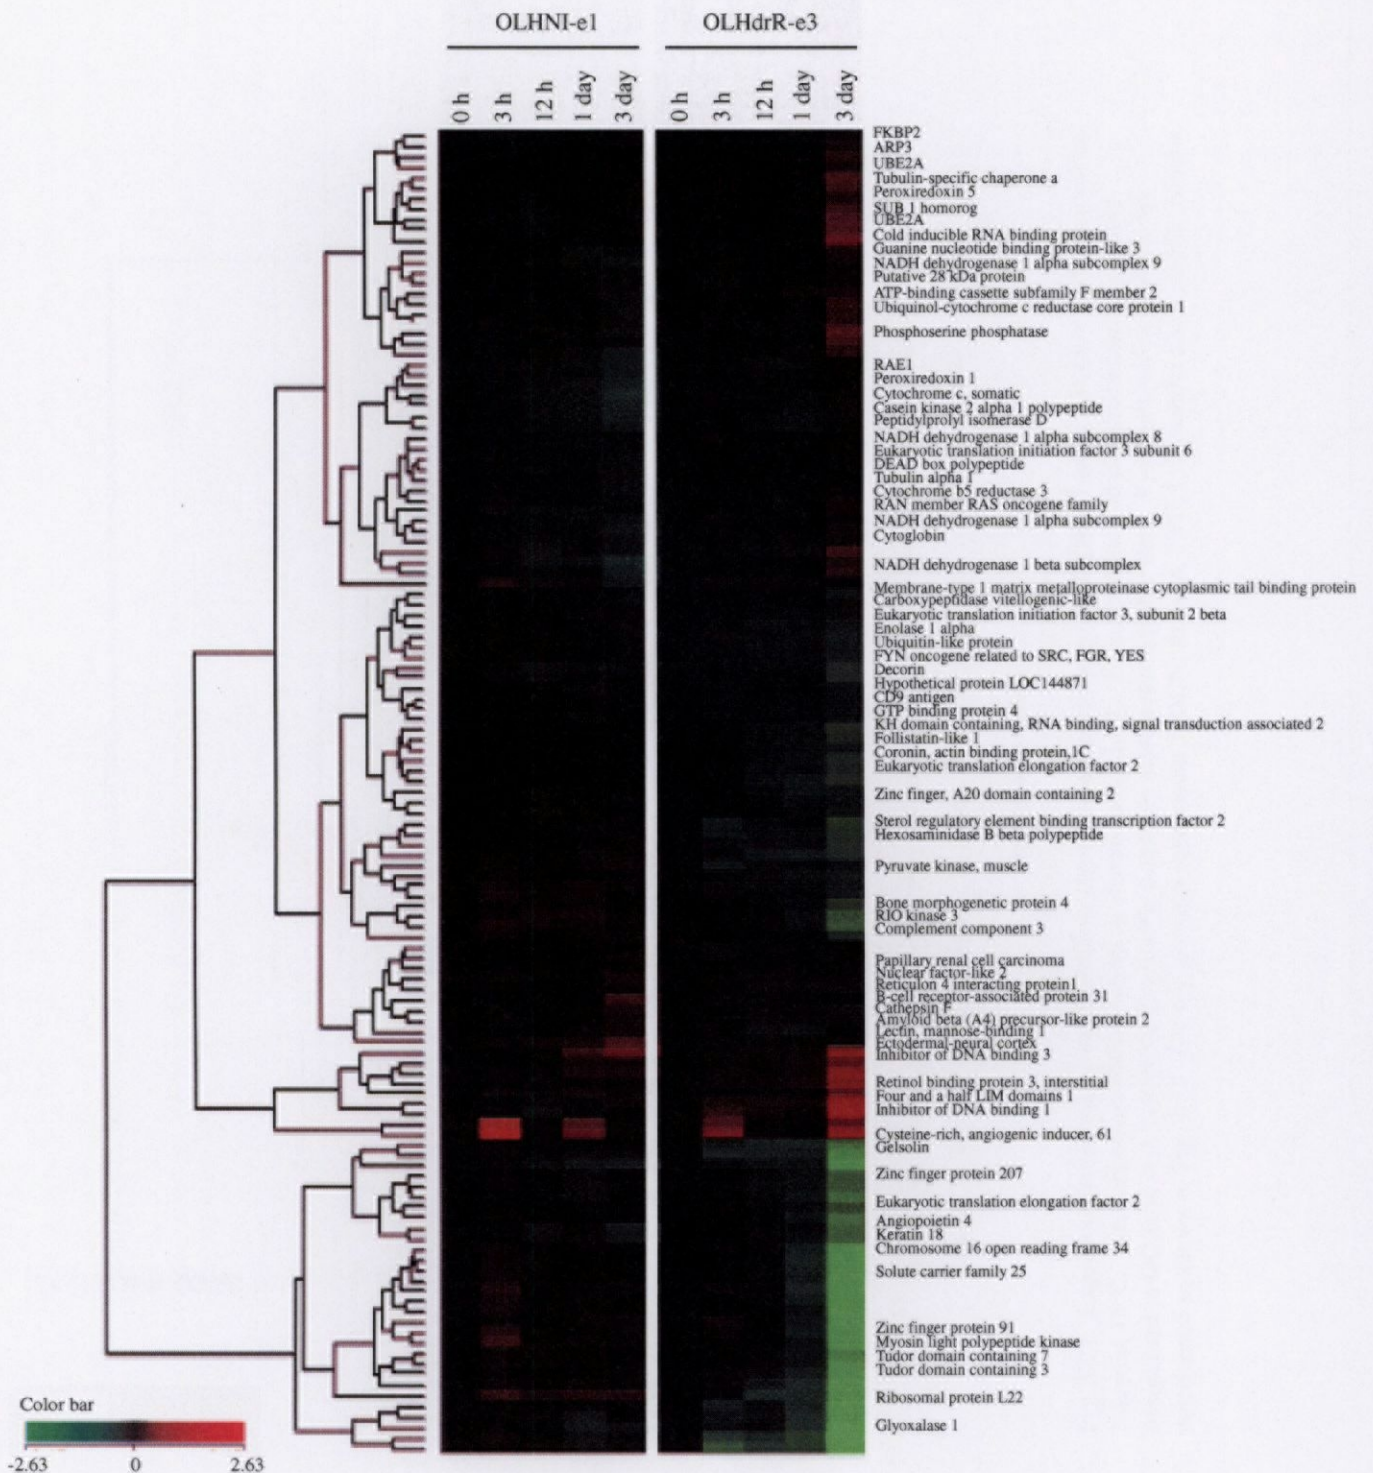 OLHNI-e1 OLHdrR-e3
0 h 3 h 12 h 1 day 3 day 0 h 3 h 12 h 1 day 3 day
FKBP2
ARP3
UBE2A
Tubulin-specific chaperone a
Peroxiredoxin 5
SUB 1 homorog
UBE2A
Cold inducible RNA binding protein
Guanine nucleotide binding protein-like 3
NADH dehydrogenase 1 alpha subcomplex 9
Putative 28 kDa protein
ATP-binding cassette subfamily F member 2
Ubiquinol-cytochrome c reductase core protein 1
Phosphoserine phosphatase
RAE1
Peroxiredoxin 1
Cytochrome c, somatic
Casein kinase 2 alpha 1 polypeptide
Peptidylprolyl isomerase D
NADH dehydrogenase 1 alpha subcomplex 8
Eukaryotic translation initiation factor 3 subunit 6
DEAD box polypeptide
Tubulin alpha 1
Cytochrome b5 reductase 3
RAN member RAS oncogene family
NADH dehydrogenase 1 alpha subcomplex 9
Cytoglobin
NADH dehydrogenase 1 beta subcomplex
Membrane-type 1 matrix metalloproteinase cytoplasmic tail binding protein
Carboxypeptidase vitellogenic-like
Eukaryotic translation initiation factor 3, subunit 2 beta
Enolase 1 alpha
Ubiquitin-like protein
FYN oncogene related to SRC, FGR, YES
Decorin
Hypothetical protein LOC144871
CD9 antigen
GTP binding protein 4
KH domain containing, RNA binding, signal transduction associated 2
Follistatin-like 1
Coronin, actin binding protein,1C
Eukaryotic translation elongation factor 2
Zinc finger, A20 domain containing 2
Sterol regulatory element binding transcription factor 2
Hexosaminidase B beta polypeptide
Pyruvate kinase, muscle
Bone morphogenetic protein 4
RIO kinase 3
Complement component 3
Papillary renal cell carcinoma
Nuclear factor-like 2
Reticulon 4 interacting protein1
B-cell receptor-associated protein 31
Cathepsin F
Amyloid beta (A4) precursor-like protein 2
Lectin, mannose-binding 1
Ectodermal-neural cortex
Inhibitor of DNA binding 3
Retinol binding protein 3, interstitial
Four and a half LIM domains 1
Inhibitor of DNA binding 1
Cysteine-rich, angiogenic inducer, 61
Gelsolin
Zinc finger protein 207
Eukaryotic translation elongation factor 2
Angiopoietin 4
Keratin 18
Chromosome 16 open reading frame 34
Solute carrier family 25
Zinc finger protein 91
Myosin light polypeptide kinase
Tudor domain containing 7
Tudor domain containing 3
Ribosomal protein L22
Glyoxalase 1
Color bar
-2.63 0 2.63